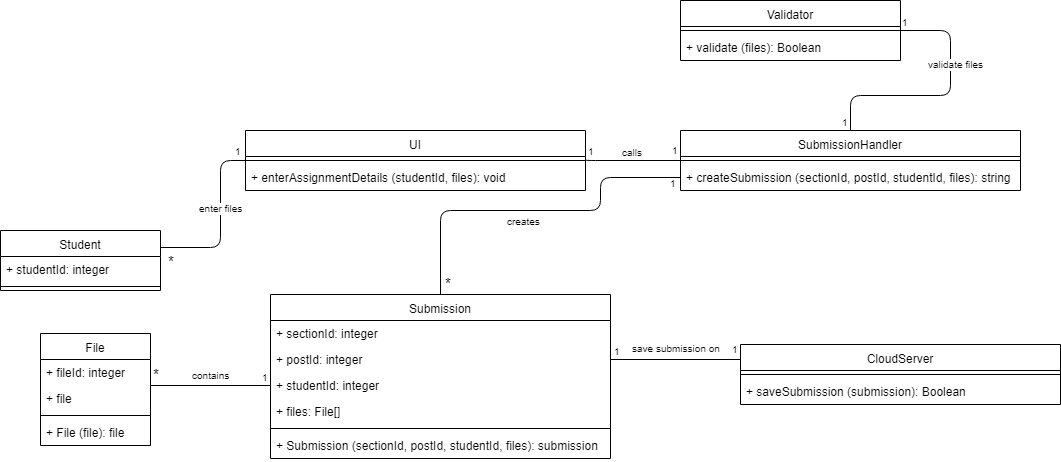 Validator
1
+ validate (files): Boolean
validate files
1
UI
SubmissionHandler
1
1
calls
1
+ enterAssignmentDetails (studentId, files): void
+ createSubmission (sectionId, postId, studentId, files): string
1
enter files
creates
Student
*
+ studentId: integer
*
Submission
+ sectionId: integer
File
1
save submission on
1
CloudServer
+ postId: integer
+ fileId: integer
*
contains
1
+ studentId: integer
+ saveSubmission (submission): Boolean
+ file
+ files: File[]
+ File (file): file
+ Submission (sectionId, postId, studentId, files): submission